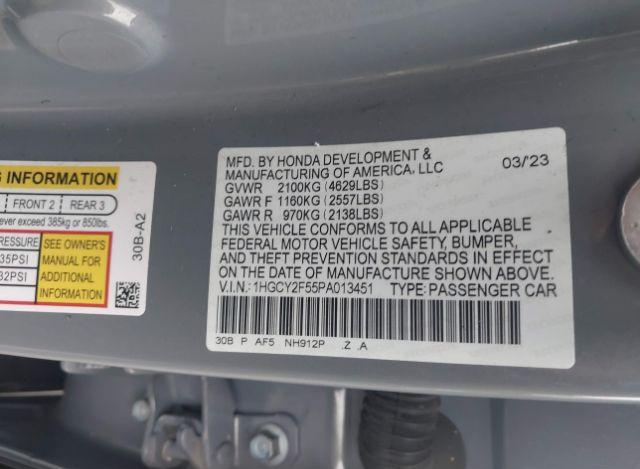 G INFORMATION
FRONT 2 REAR 3
ever exceed 385kg or 850lbs.
RESSURE
35PSI
32PSI
SEE OWNER'S
MANUAL FOR
ADDITIONAL
INFORMATION
30B-A2
MFD. BY HONDA DEVELOPMENT &
MANUFACTURING OF AMERICA, LLC 03/'23
GVWR 2100KG (4629LBS)
GAWR F 1160KG (2557LBS)
GAWR R 970KG (2138LBS)
THIS VEHICLE CONFORMS TO ALL APPLICABLE
FEDERAL MOTOR VEHICLE SAFETY, BUMPER,
AND THEFT PREVENTION STANDARDS IN EFFECT
ON THE DATE OF MANUFACTURE SHOWN ABOVE.
V.I.N.: 1HGCY2F55PA013451 TYPE: PASSENGER CAR
30B P AF5 NH912P .Z .A